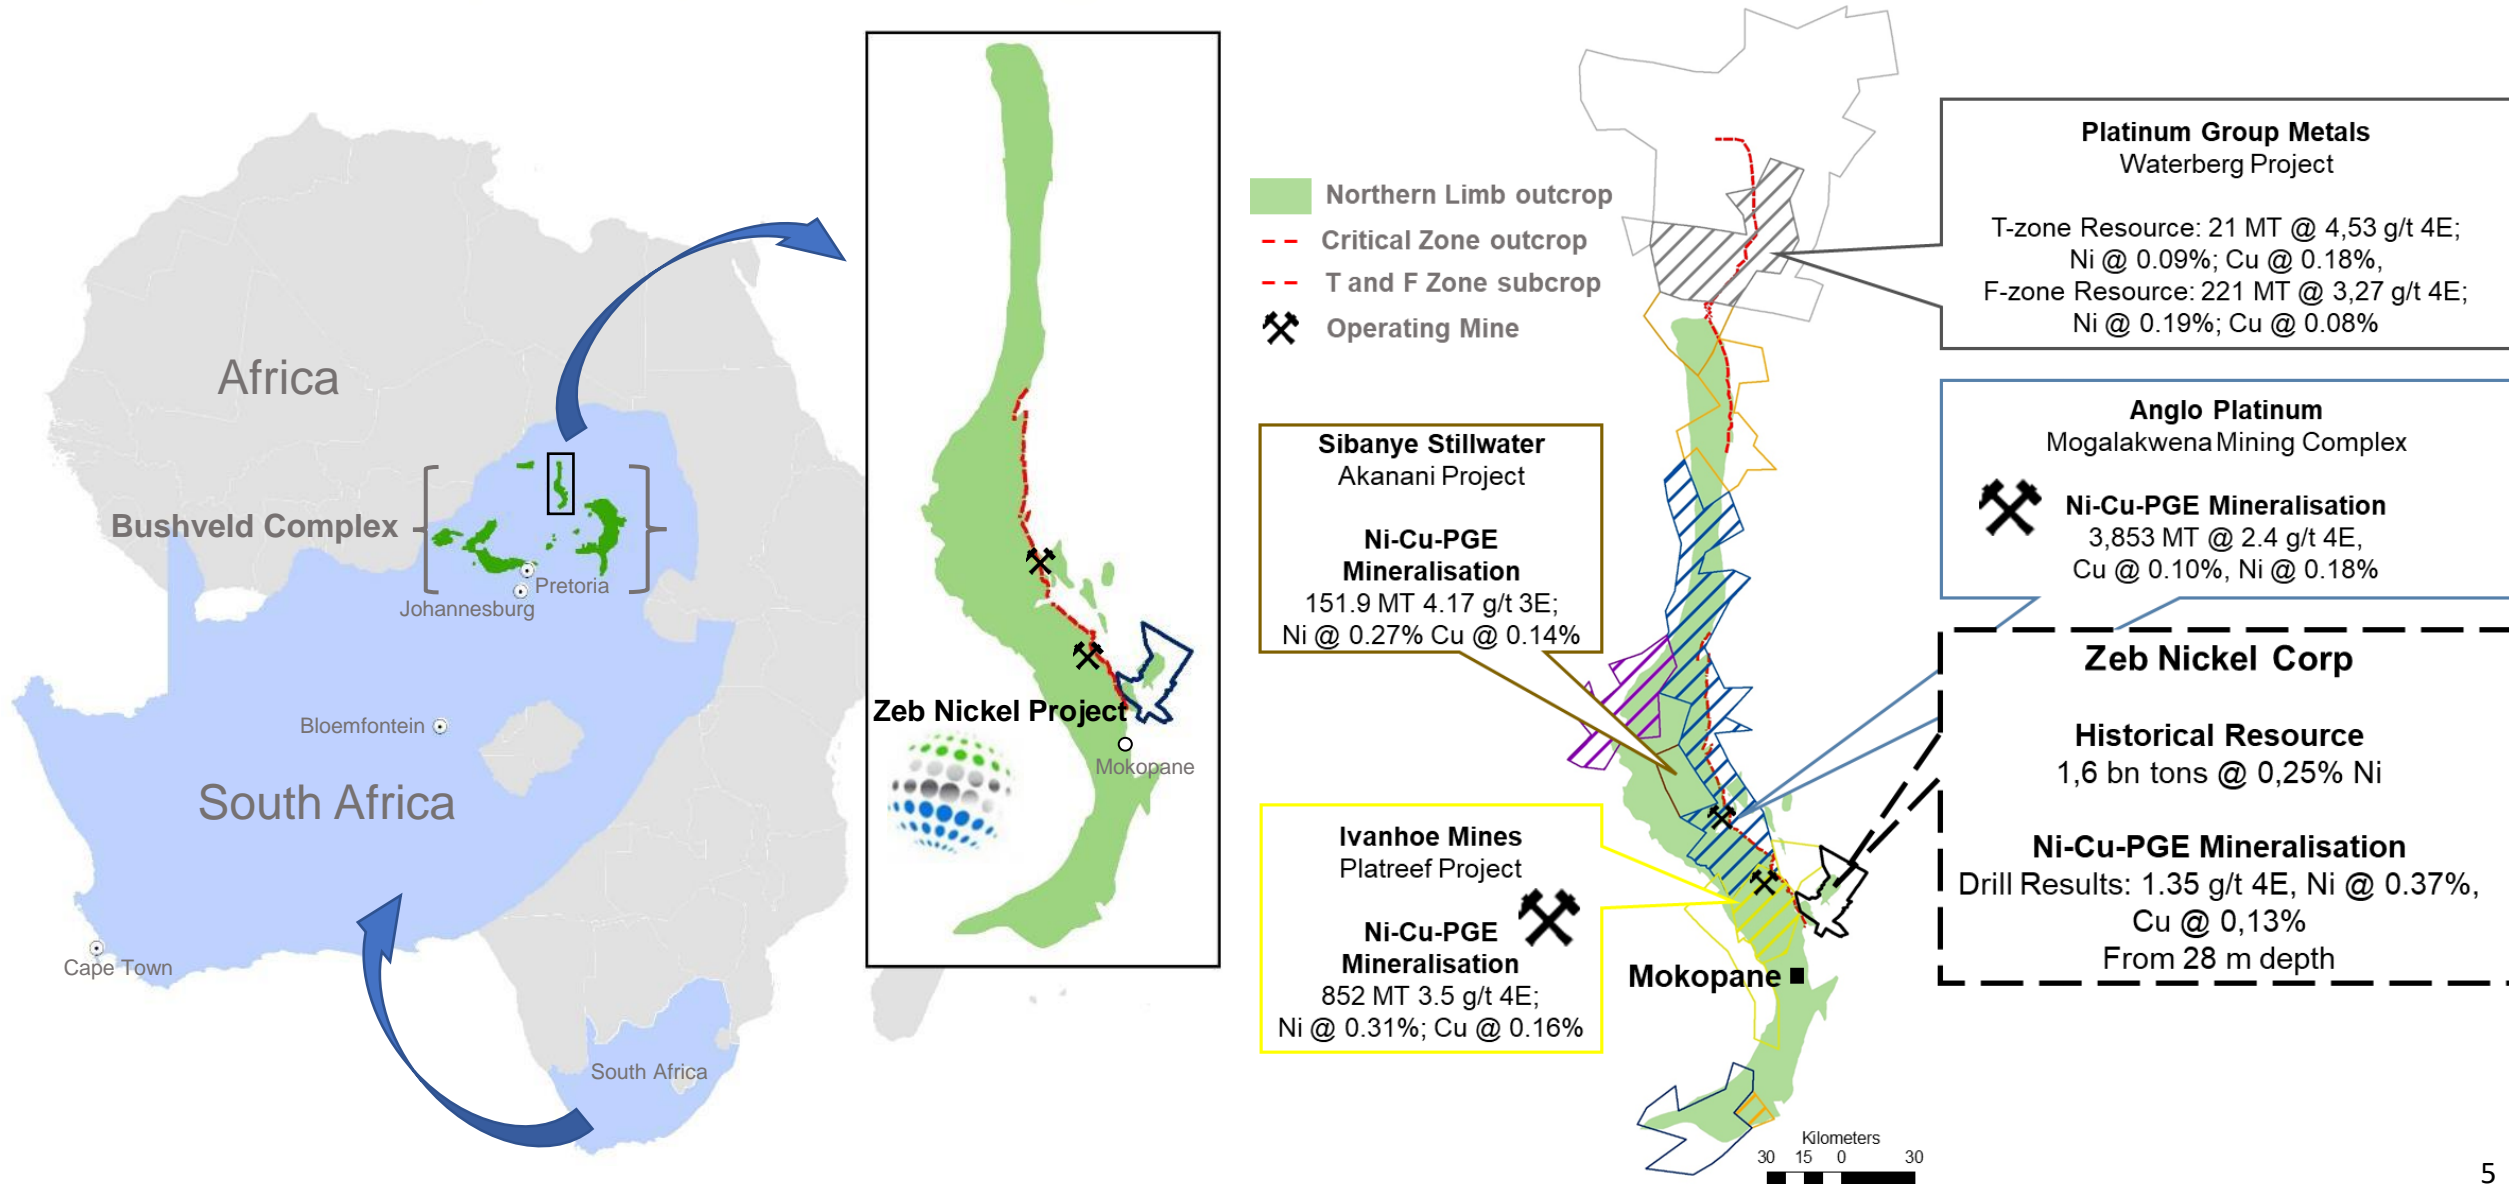 Africa
Bushveld Complex
Pretoria
Johannesburg
Bloemfontein
South Africa
Cape Town
South Africa
Zeb Nickel Project
Mokopane
Northern Limb outcrop
Critical Zone outcrop
T and F Zone subcrop
Operating Mine
Sibanye Stillwater
Akanani Project
Ni-Cu-PGE
Mineralisation
151.9 MT 4.17 g/t 3E;
Ni @ 0.27% Cu @ 0.14%
Ivanhoe Mines
Platreef Project
Ni-Cu-PGE
Mineralisation
852 MT 3.5 g/t 4E;
Ni @ 0.31%; Cu @ 0.16%
Mokopane
Kilometers
30 15 0 30
Platinum Group Metals
Waterberg Project
T-zone Resource: 21 MT @ 4,53 g/t 4E;
Ni @ 0.09%; Cu @ 0.18%,
F-zone Resource: 221 MT @ 3,27 g/t 4E;
Ni @ 0.19%; Cu @ 0.08%
Anglo Platinum
Mogalakwena Mining Complex
Ni-Cu-PGE Mineralisation
3,853 MT @ 2.4 g/t 4E,
Cu @ 0.10%, Ni @ 0.18%
Zeb Nickel Corp
Historical Resource
1,6 bn tons @ 0,25% Ni
Ni-Cu-PGE Mineralisation
Drill Results: 1.35 g/t 4E, Ni @ 0.37%,
Cu @ 0,13%
From 28 m depth
5